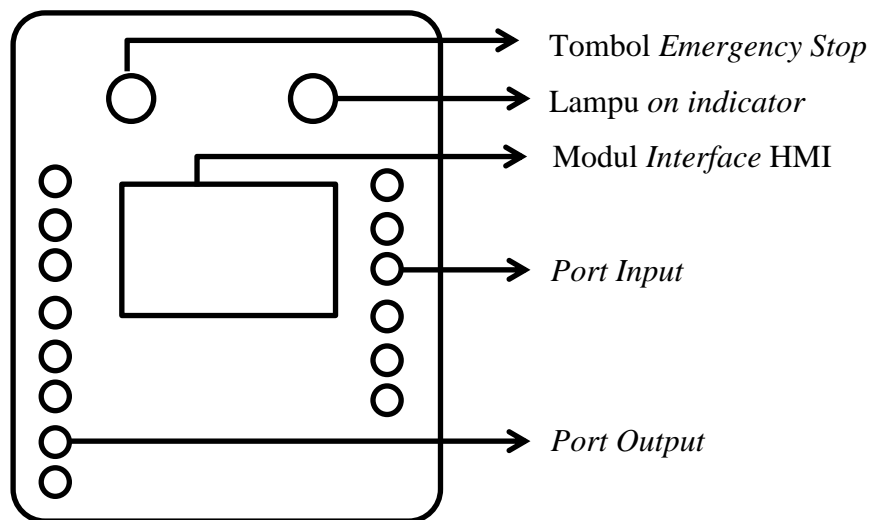 Tombol Emergency Stop
Lampu on indicator
Modul Interface HMI
Port Input
Port Output